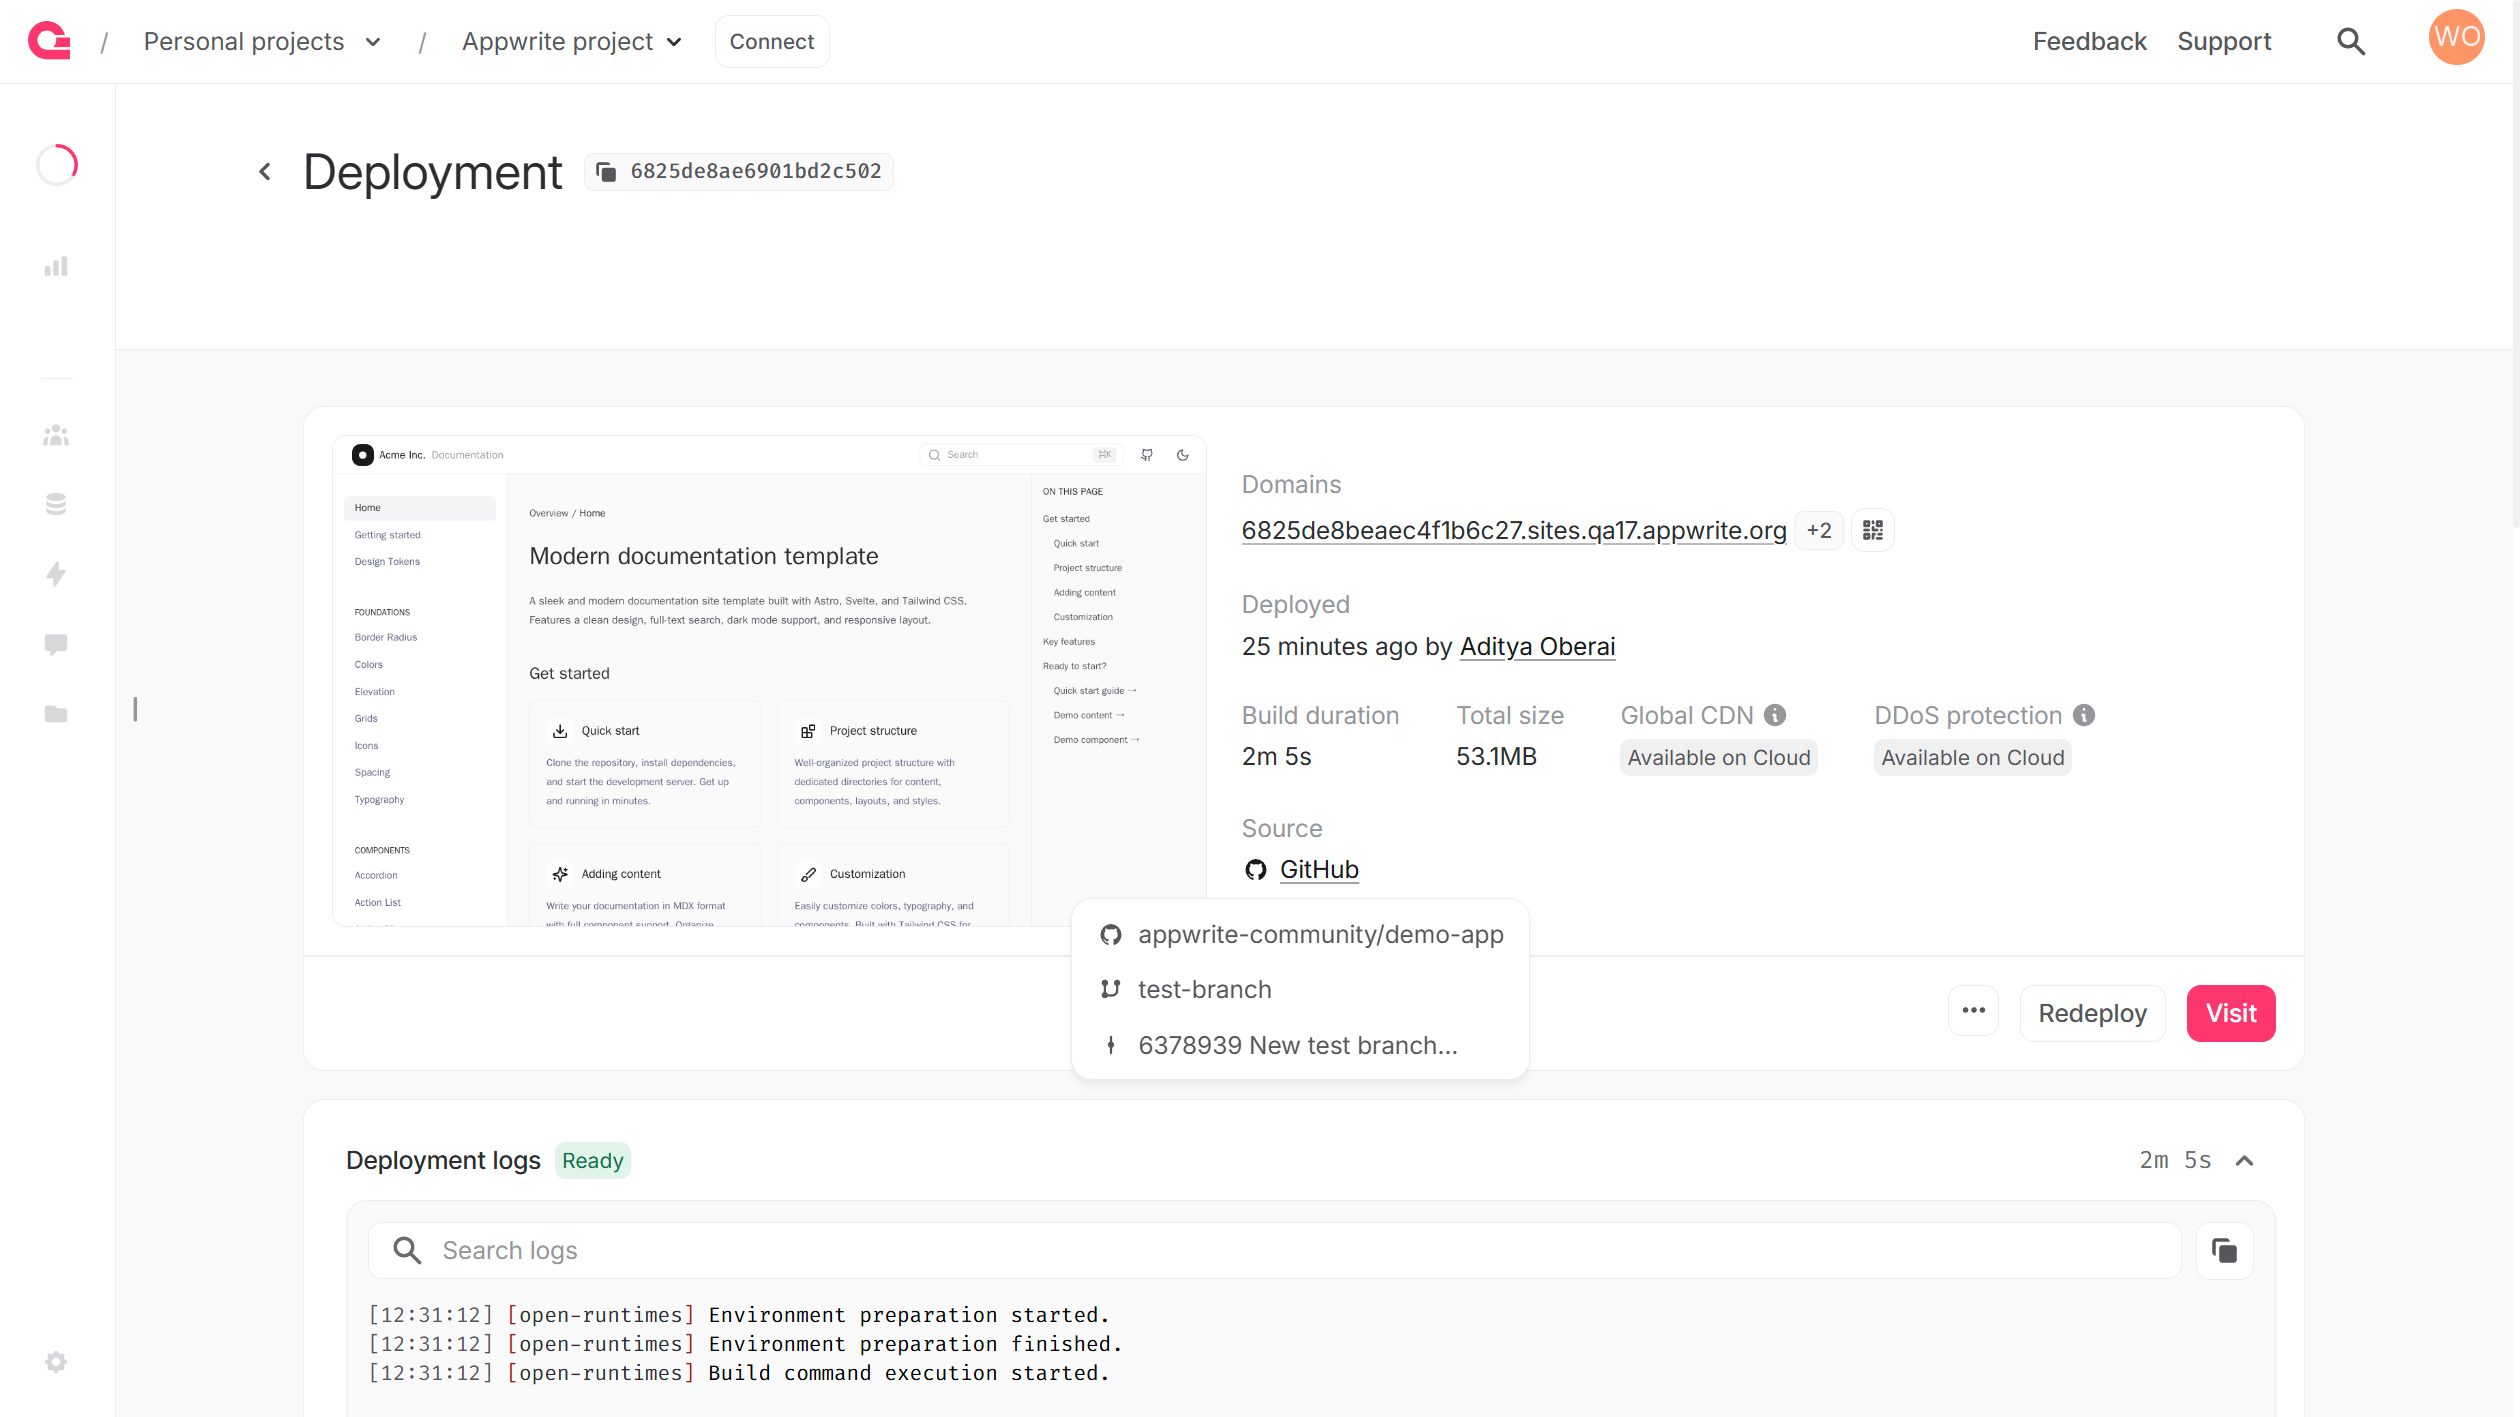 / Personal projects / Appwrite project Connect Feedback Support WO
Deployment 6825de8ae6901bd2c502
Acme Inc. Documentation Search ⌘K
Home
Getting started
Design Tokens
FOUNDATIONS
Border Radius
Colors
Elevation
Grids
Icons
Spacing
Typography
COMPONENTS
Accordion
Action List
Overview / Home
Modern documentation template
A sleek and modern documentation site template built with Astro, Svelte, and Tailwind CSS.
Features a clean design, full-text search, dark mode support, and responsive layout.
Get started
Quick start
Clone the repository, install dependencies,
and start the development server. Get up
and running in minutes.
Project structure
Well-organized project structure with
dedicated directories for content,
components, layouts, and styles.
Adding content
Write your documentation in MDX format
with full component support. Organize
Customization
Easily customize colors, typography, and
components. Built with Tailwind CSS for
ON THIS PAGE
Get started
Quick start
Project structure
Adding content
Customization
Key features
Ready to start?
Quick start guide →
Demo content →
Demo component →
Domains
6825de8beaec4f1b6c27.sites.qa17.appwrite.org +2
Deployed
25 minutes ago by Aditya Oberai
Build duration Total size Global CDN DDoS protection
2m 5s 53.1MB Available on Cloud Available on Cloud
Source
GitHub
appwrite-community/demo-app
test-branch
6378939 New test branch...
Redeploy Visit
Deployment logs Ready 2m 5s
Search logs
[12:31:12] [open-runtimes] Environment preparation started.
[12:31:12] [open-runtimes] Environment preparation finished.
[12:31:12] [open-runtimes] Build command execution started.